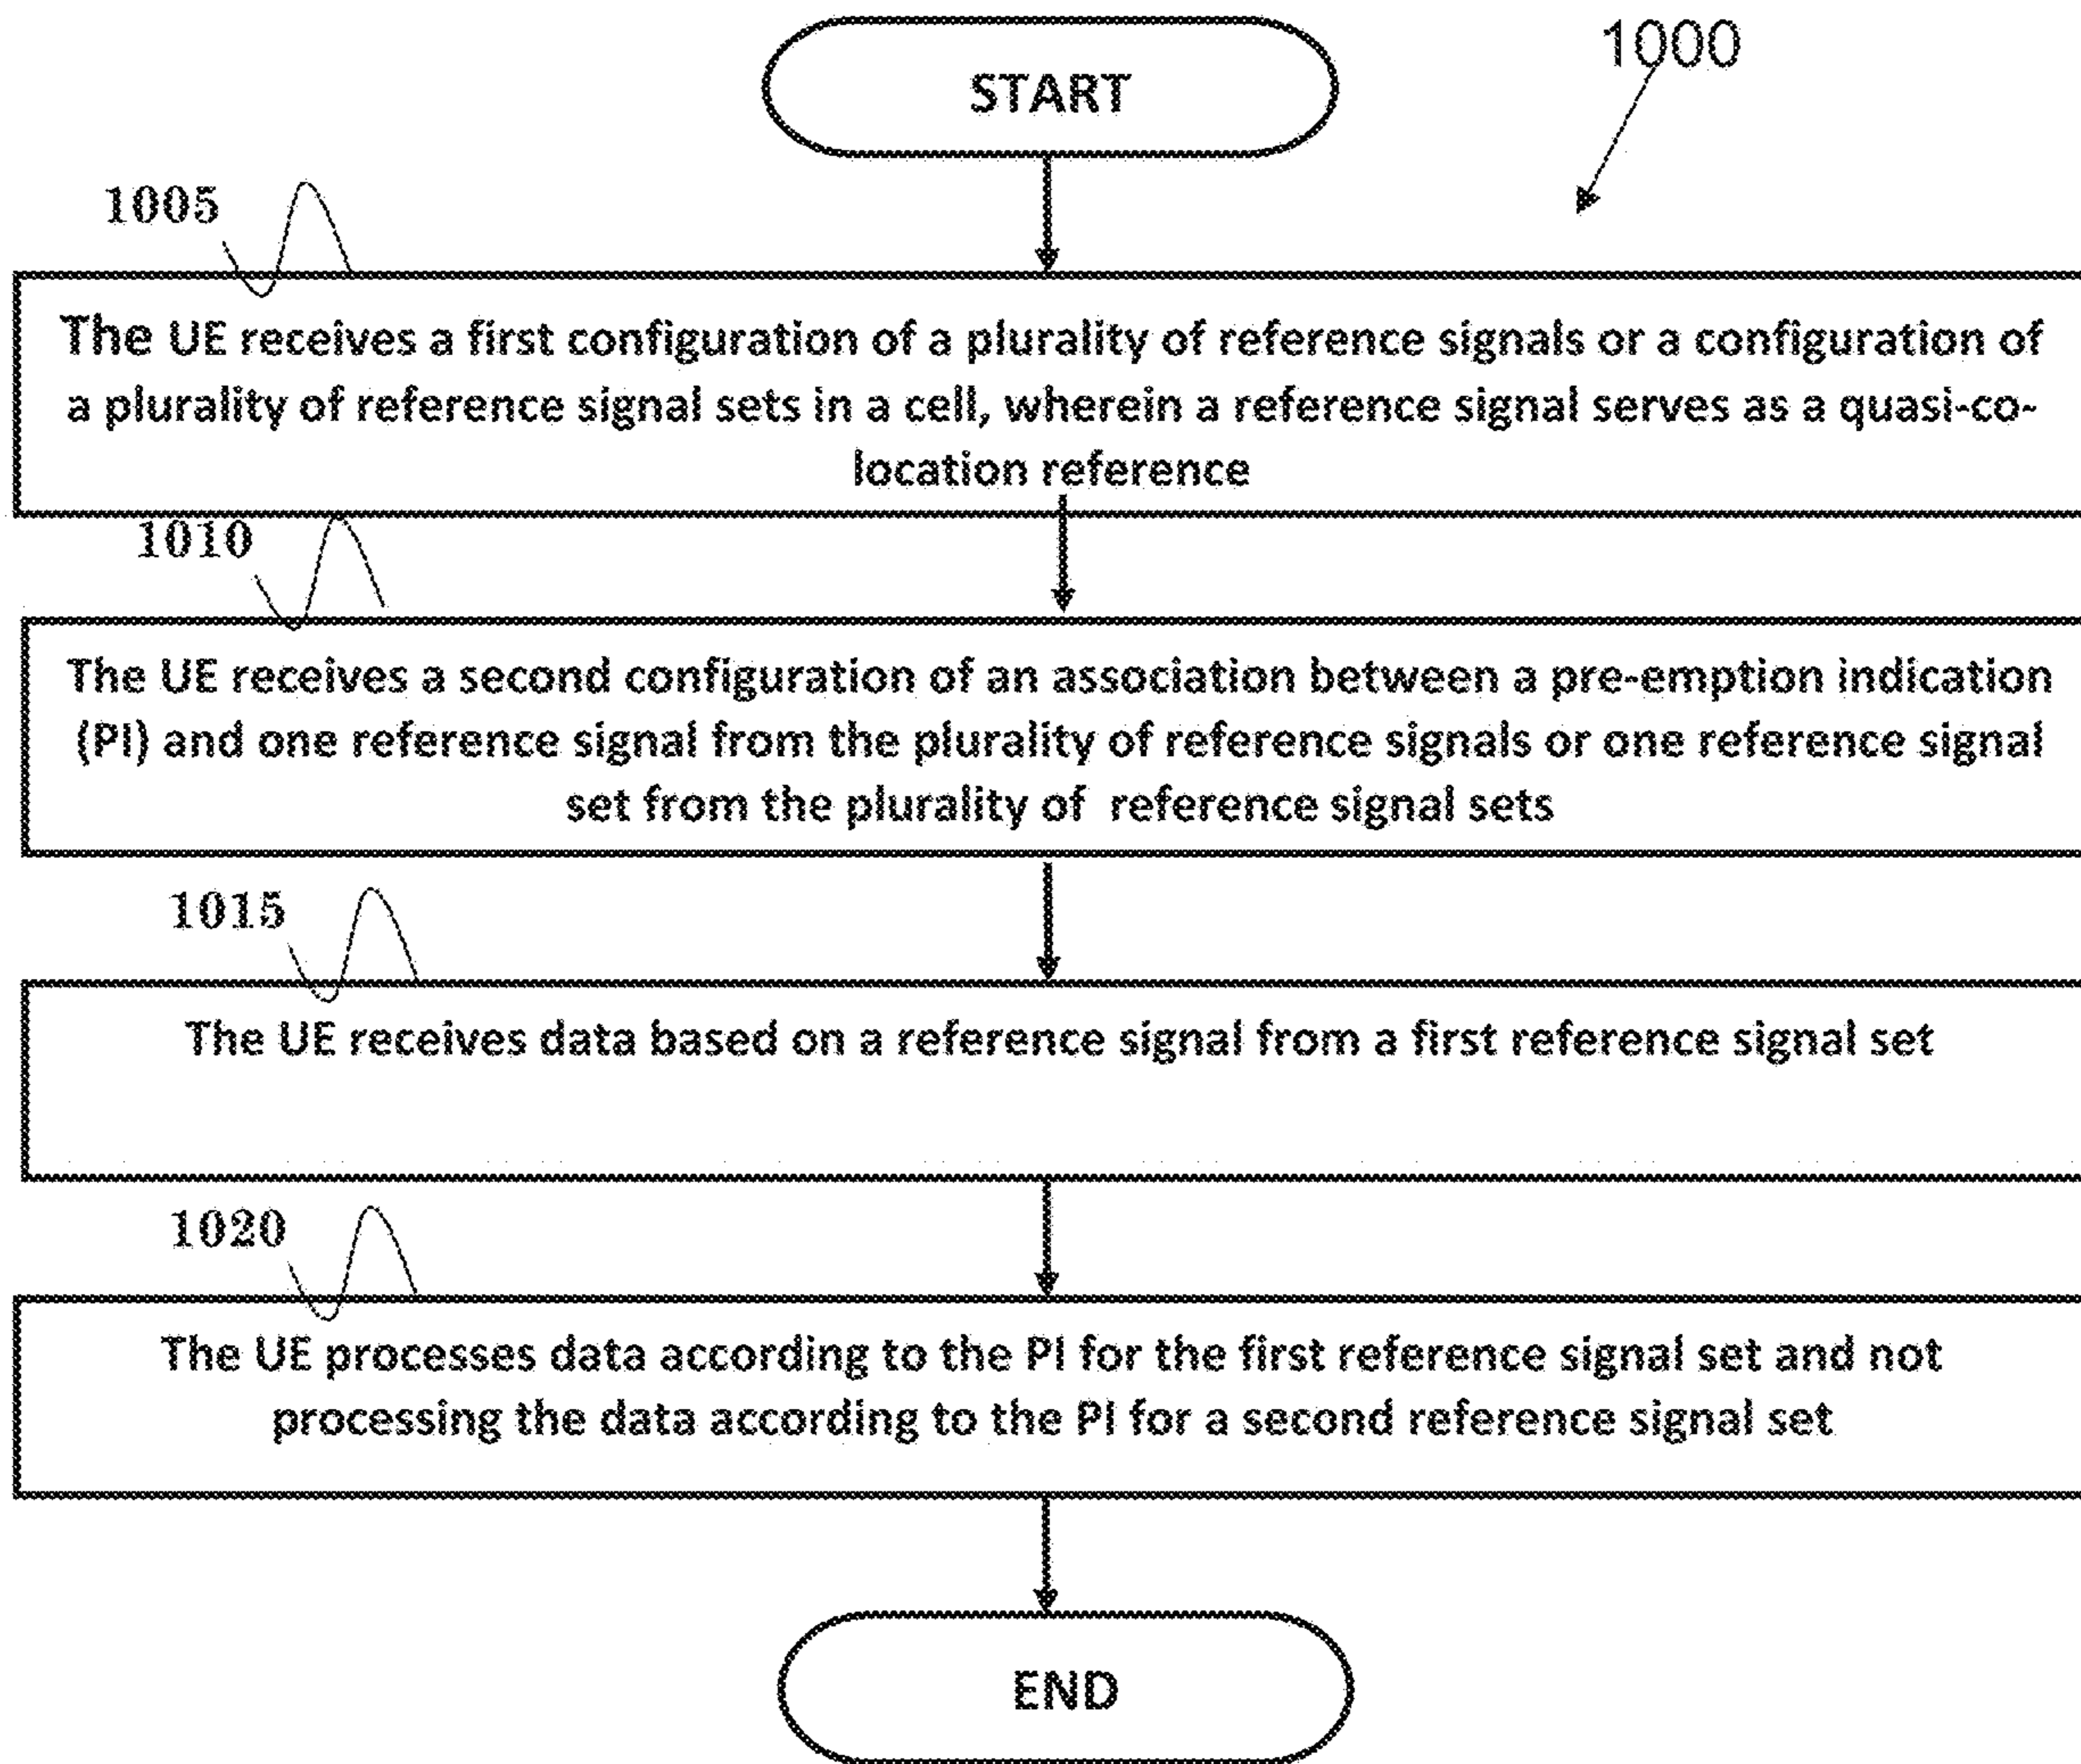 START
1000
1005
The UE receives a first configuration of a plurality of reference signals or a configuration of
a plurality of reference signal sets in a cell, wherein a reference signal serves as a quasi-co-
location reference
1010
The UE receives a second configuration of an association between a pre-emption indication
(PI) and one reference signal from the plurality of reference signals or one reference signal
set from the plurality of reference signal sets
1015
The UE receives data based on a reference signal from a first reference signal set
1020
The UE processes data according to the PI for the first reference signal set and not
processing the data according to the PI for a second reference signal set
END